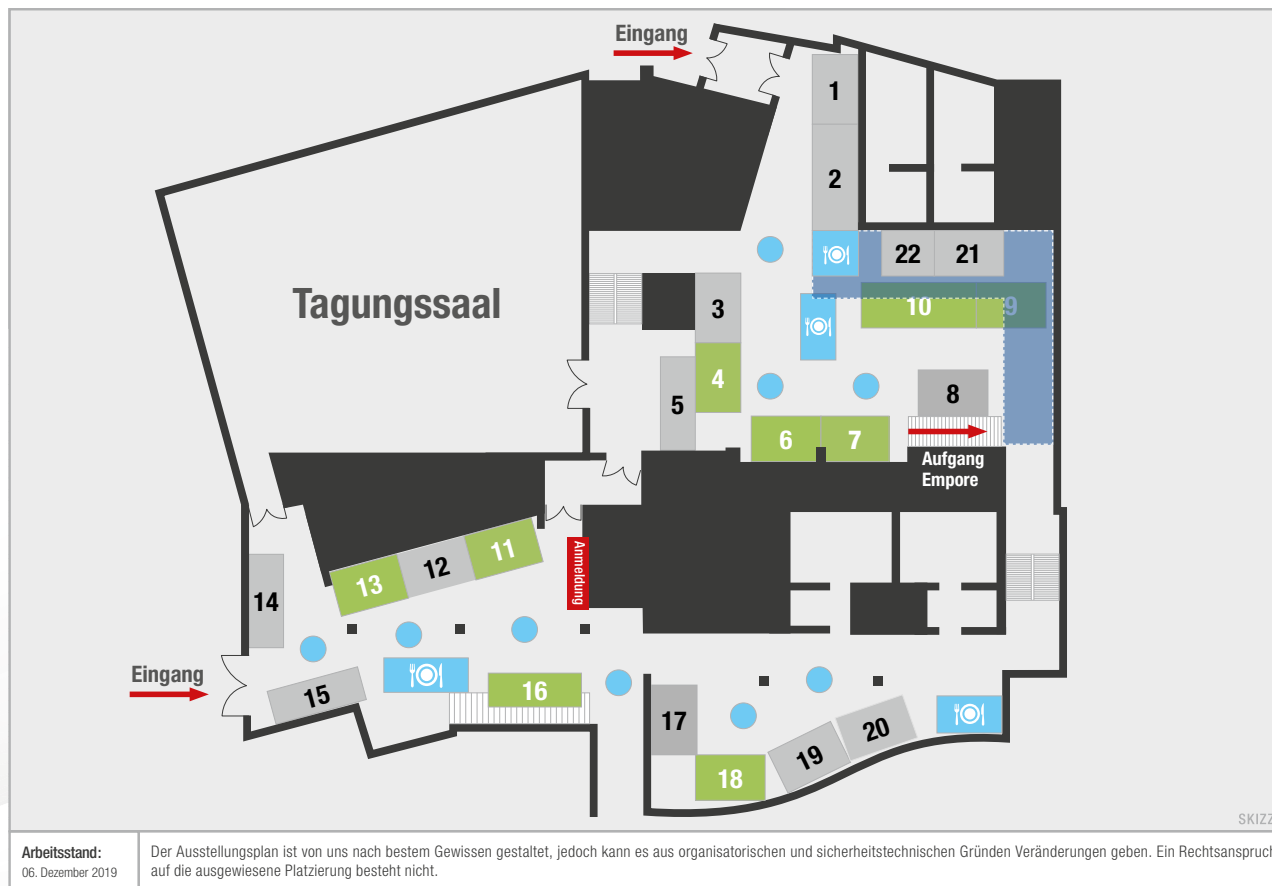 Eingang
1
2
22
21
Tagungssaal
3
10
9
4
5
8
6
7
Aufgang
Empore
11
12
13
Anmeldung
14
Eingang
15
16
17
18
19
20
SKIZZ
Arbeitsstand:
06. Dezember 2019
Der Ausstellungsplan ist von uns nach bestem Gewissen gestaltet, jedoch kann es aus organisatorischen und sicherheitstechnischen Gründen Veränderungen geben. Ein Rechtsanspruch
auf die ausgewiesene Platzierung besteht nicht.